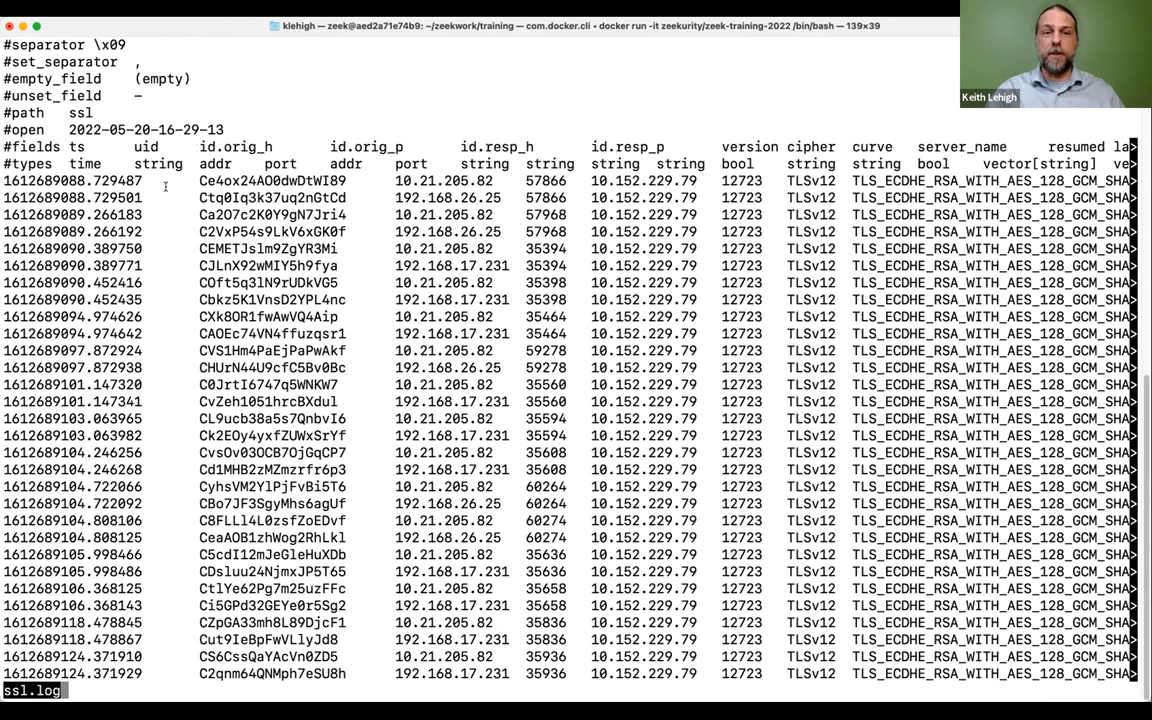 klehigh — zeek@aed2a71e74b9: ~/zeekwork/training — com.docker.cli • docker run -it zeekurity/zeek-training-2022 /bin/bash — 139×39
Keith Lehigh
#separator \x09
#set_separator ,
#empty_field (empty)
#unset_field -
#path ssl
#open 2022-05-20-16-29-13
#fields ts uid id.orig_h id.orig_p id.resp_h id.resp_p version cipher curve server_name resumed la>
#types time string addr port addr port string string string string bool string string bool vector[string] ve>
1612689088.729487 Ce4ox24AO0dwDtWI89 10.21.205.82 57866 10.152.229.79 12723 TLSv12 TLS_ECDHE_RSA_WITH_AES_128_GCM_SHA>
1612689088.729501 Ctq0Iq3k37uq2nGtCd 192.168.26.25 57866 10.152.229.79 12723 TLSv12 TLS_ECDHE_RSA_WITH_AES_128_GCM_SHA>
1612689089.266183 Ca2O7c2K0Y9gN7Jri4 10.21.205.82 57968 10.152.229.79 12723 TLSv12 TLS_ECDHE_RSA_WITH_AES_128_GCM_SHA>
1612689089.266192 C2VxP54s9LkV6xGK0f 192.168.26.25 57968 10.152.229.79 12723 TLSv12 TLS_ECDHE_RSA_WITH_AES_128_GCM_SHA>
1612689090.389750 CEMETJslm9ZgYR3Mi 10.21.205.82 35394 10.152.229.79 12723 TLSv12 TLS_ECDHE_RSA_WITH_AES_128_GCM_SHA>
1612689090.389771 CJLnX92wMIY5h9fya 192.168.17.231 35394 10.152.229.79 12723 TLSv12 TLS_ECDHE_RSA_WITH_AES_128_GCM_SHA>
1612689090.452416 COft5q3lN9rUDkVG5 10.21.205.82 35398 10.152.229.79 12723 TLSv12 TLS_ECDHE_RSA_WITH_AES_128_GCM_SHA>
1612689090.452435 Cbkz5K1VnsD2YPL4nc 192.168.17.231 35398 10.152.229.79 12723 TLSv12 TLS_ECDHE_RSA_WITH_AES_128_GCM_SHA>
1612689094.974626 CXk8OR1fwAwVQ4Aip 10.21.205.82 35464 10.152.229.79 12723 TLSv12 TLS_ECDHE_RSA_WITH_AES_128_GCM_SHA>
1612689094.974642 CAOEc74VN4ffuzqsr1 192.168.17.231 35464 10.152.229.79 12723 TLSv12 TLS_ECDHE_RSA_WITH_AES_128_GCM_SHA>
1612689097.872924 CVS1Hm4PaEjPaPwAkf 10.21.205.82 59278 10.152.229.79 12723 TLSv12 TLS_ECDHE_RSA_WITH_AES_128_GCM_SHA>
1612689097.872938 CHUrN44U9cfC5Bv0Bc 192.168.26.25 59278 10.152.229.79 12723 TLSv12 TLS_ECDHE_RSA_WITH_AES_128_GCM_SHA>
1612689101.147320 C0JrtI6747q5WNKW7 10.21.205.82 35560 10.152.229.79 12723 TLSv12 TLS_ECDHE_RSA_WITH_AES_128_GCM_SHA>
1612689101.147341 CvZeh1051hrcBXdul 192.168.17.231 35560 10.152.229.79 12723 TLSv12 TLS_ECDHE_RSA_WITH_AES_128_GCM_SHA>
1612689103.063965 CL9ucb38a5s7QnbvI6 10.21.205.82 35594 10.152.229.79 12723 TLSv12 TLS_ECDHE_RSA_WITH_AES_128_GCM_SHA>
1612689103.063982 Ck2EOy4yxfZUWxSrYf 192.168.17.231 35594 10.152.229.79 12723 TLSv12 TLS_ECDHE_RSA_WITH_AES_128_GCM_SHA>
1612689104.246256 CvsOv03OCB7OjGqCP7 10.21.205.82 35608 10.152.229.79 12723 TLSv12 TLS_ECDHE_RSA_WITH_AES_128_GCM_SHA>
1612689104.246268 Cd1MHB2zMZmzrfr6p3 192.168.17.231 35608 10.152.229.79 12723 TLSv12 TLS_ECDHE_RSA_WITH_AES_128_GCM_SHA>
1612689104.722066 CyhsVM2YlPjFvBi5T6 10.21.205.82 60264 10.152.229.79 12723 TLSv12 TLS_ECDHE_RSA_WITH_AES_128_GCM_SHA>
1612689104.722092 CBo7JF3SgyMhs6agUf 192.168.26.25 60264 10.152.229.79 12723 TLSv12 TLS_ECDHE_RSA_WITH_AES_128_GCM_SHA>
1612689104.808106 C8FLLl4L0zsfZoEDvf 10.21.205.82 60274 10.152.229.79 12723 TLSv12 TLS_ECDHE_RSA_WITH_AES_128_GCM_SHA>
1612689104.808125 CeaAOB1zhWog2RhLkl 192.168.26.25 60274 10.152.229.79 12723 TLSv12 TLS_ECDHE_RSA_WITH_AES_128_GCM_SHA>
1612689105.998466 C5cdI12mJeGleHuXDb 10.21.205.82 35636 10.152.229.79 12723 TLSv12 TLS_ECDHE_RSA_WITH_AES_128_GCM_SHA>
1612689105.998486 CDsluu24NjmxJP5T65 192.168.17.231 35636 10.152.229.79 12723 TLSv12 TLS_ECDHE_RSA_WITH_AES_128_GCM_SHA>
1612689106.368125 CtlYe62Pg7m25uzFFc 10.21.205.82 35658 10.152.229.79 12723 TLSv12 TLS_ECDHE_RSA_WITH_AES_128_GCM_SHA>
1612689106.368143 Ci5GPd32GEYe0r5Sg2 192.168.17.231 35658 10.152.229.79 12723 TLSv12 TLS_ECDHE_RSA_WITH_AES_128_GCM_SHA>
1612689118.478845 CZpGA33mh8L89DjcF1 10.21.205.82 35836 10.152.229.79 12723 TLSv12 TLS_ECDHE_RSA_WITH_AES_128_GCM_SHA>
1612689118.478867 Cut9IeBpFwVLlyJd8 192.168.17.231 35836 10.152.229.79 12723 TLSv12 TLS_ECDHE_RSA_WITH_AES_128_GCM_SHA>
1612689124.371910 CS6CssQaYAcVn0ZD5 10.21.205.82 35936 10.152.229.79 12723 TLSv12 TLS_ECDHE_RSA_WITH_AES_128_GCM_SHA>
1612689124.371929 C2qnm64QNMph7eSU8h 192.168.17.231 35936 10.152.229.79 12723 TLSv12 TLS_ECDHE_RSA_WITH_AES_128_GCM_SHA>
ssl.log